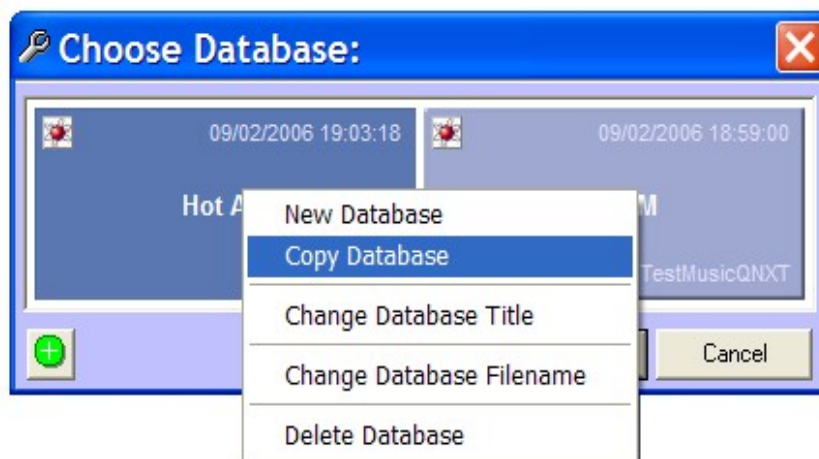 Choose Database:
09/02/2006 19:03:18
09/02/2006 18:59:00
Hot
TestMusicQNXT
New Database
Copy Database
Change Database Title
Change Database Filename
Delete Database
Cancel